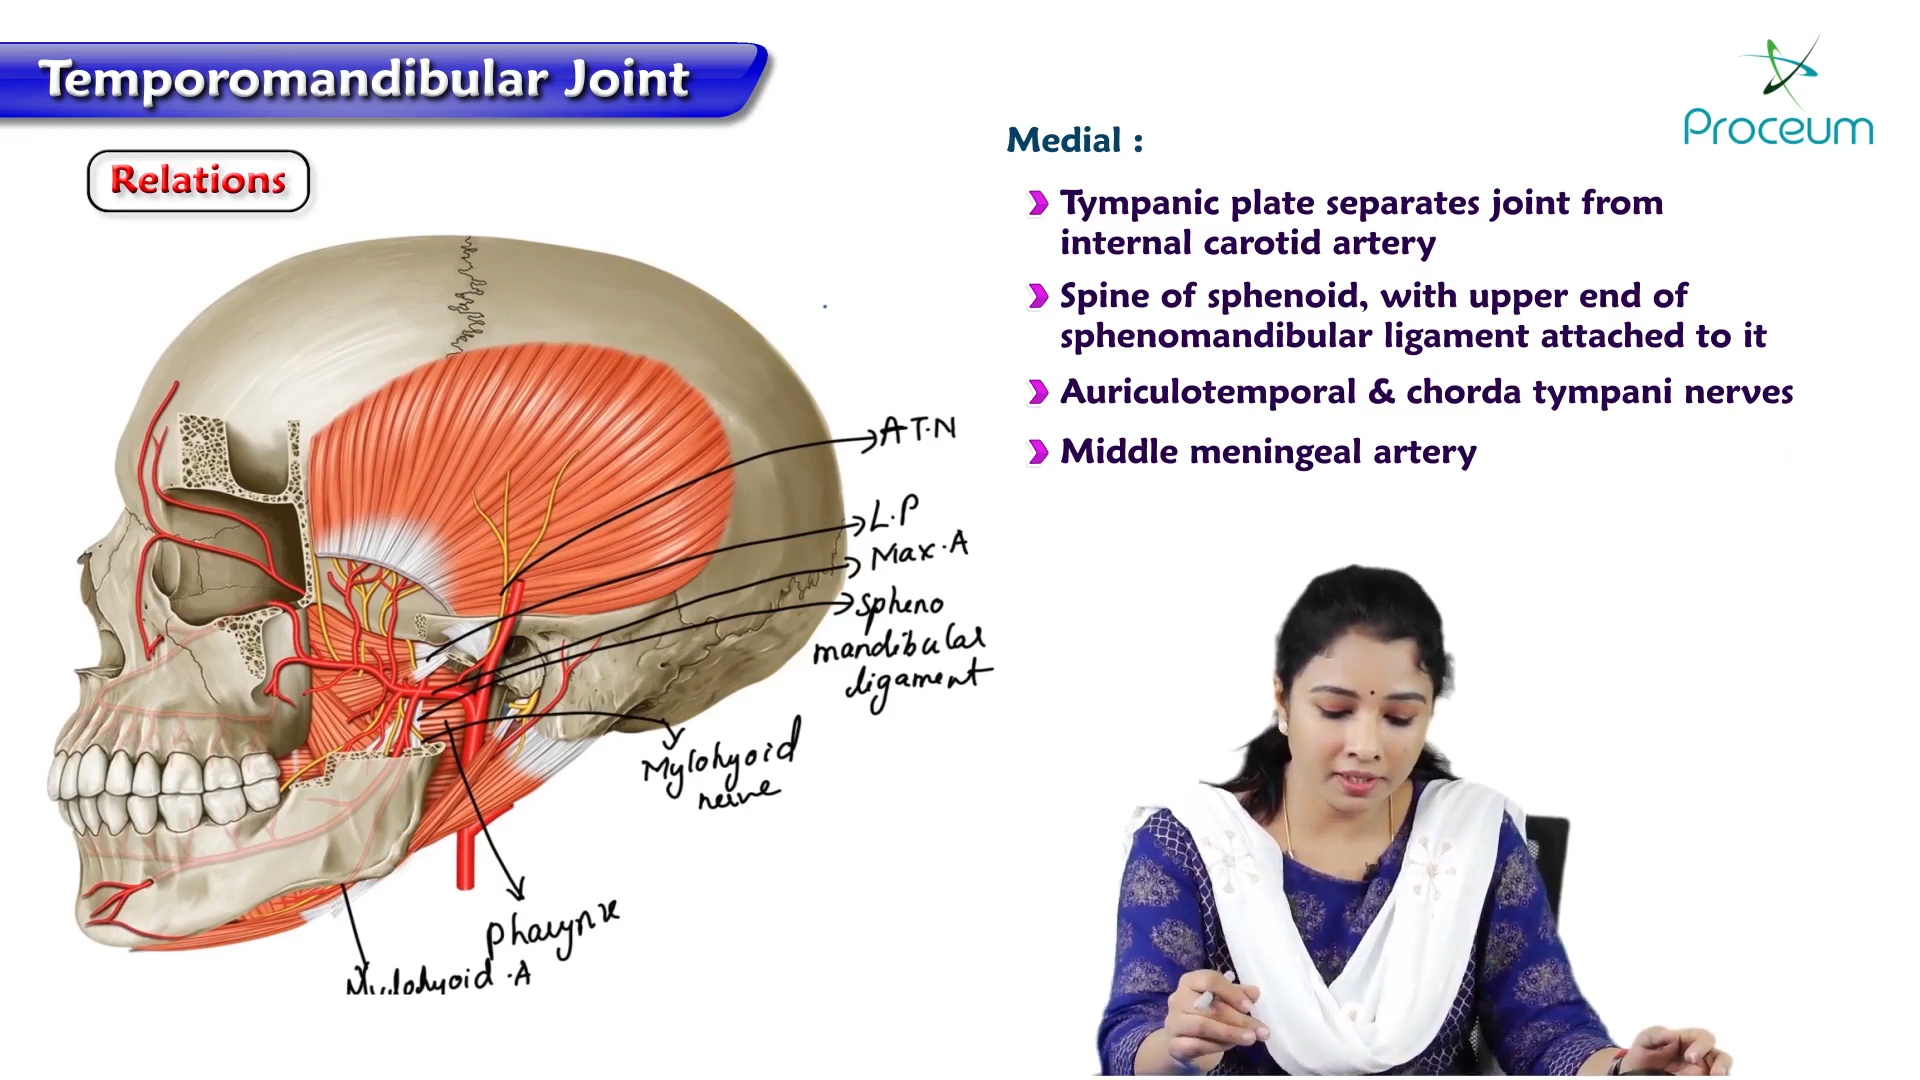 Temporomandibular Joint
Proceum
Relations
Medial :
Tympanic plate separates joint from
internal carotid artery
Spine of sphenoid, with upper end of
sphenomandibular ligament attached to it
Auriculotemporal & chorda tympani nerves
Middle meningeal artery
A.T.N
L.P
Max.A
Spheno
mandibular
ligament
Mylohyoid
nerve
Pharynx
Mylohyoid.A